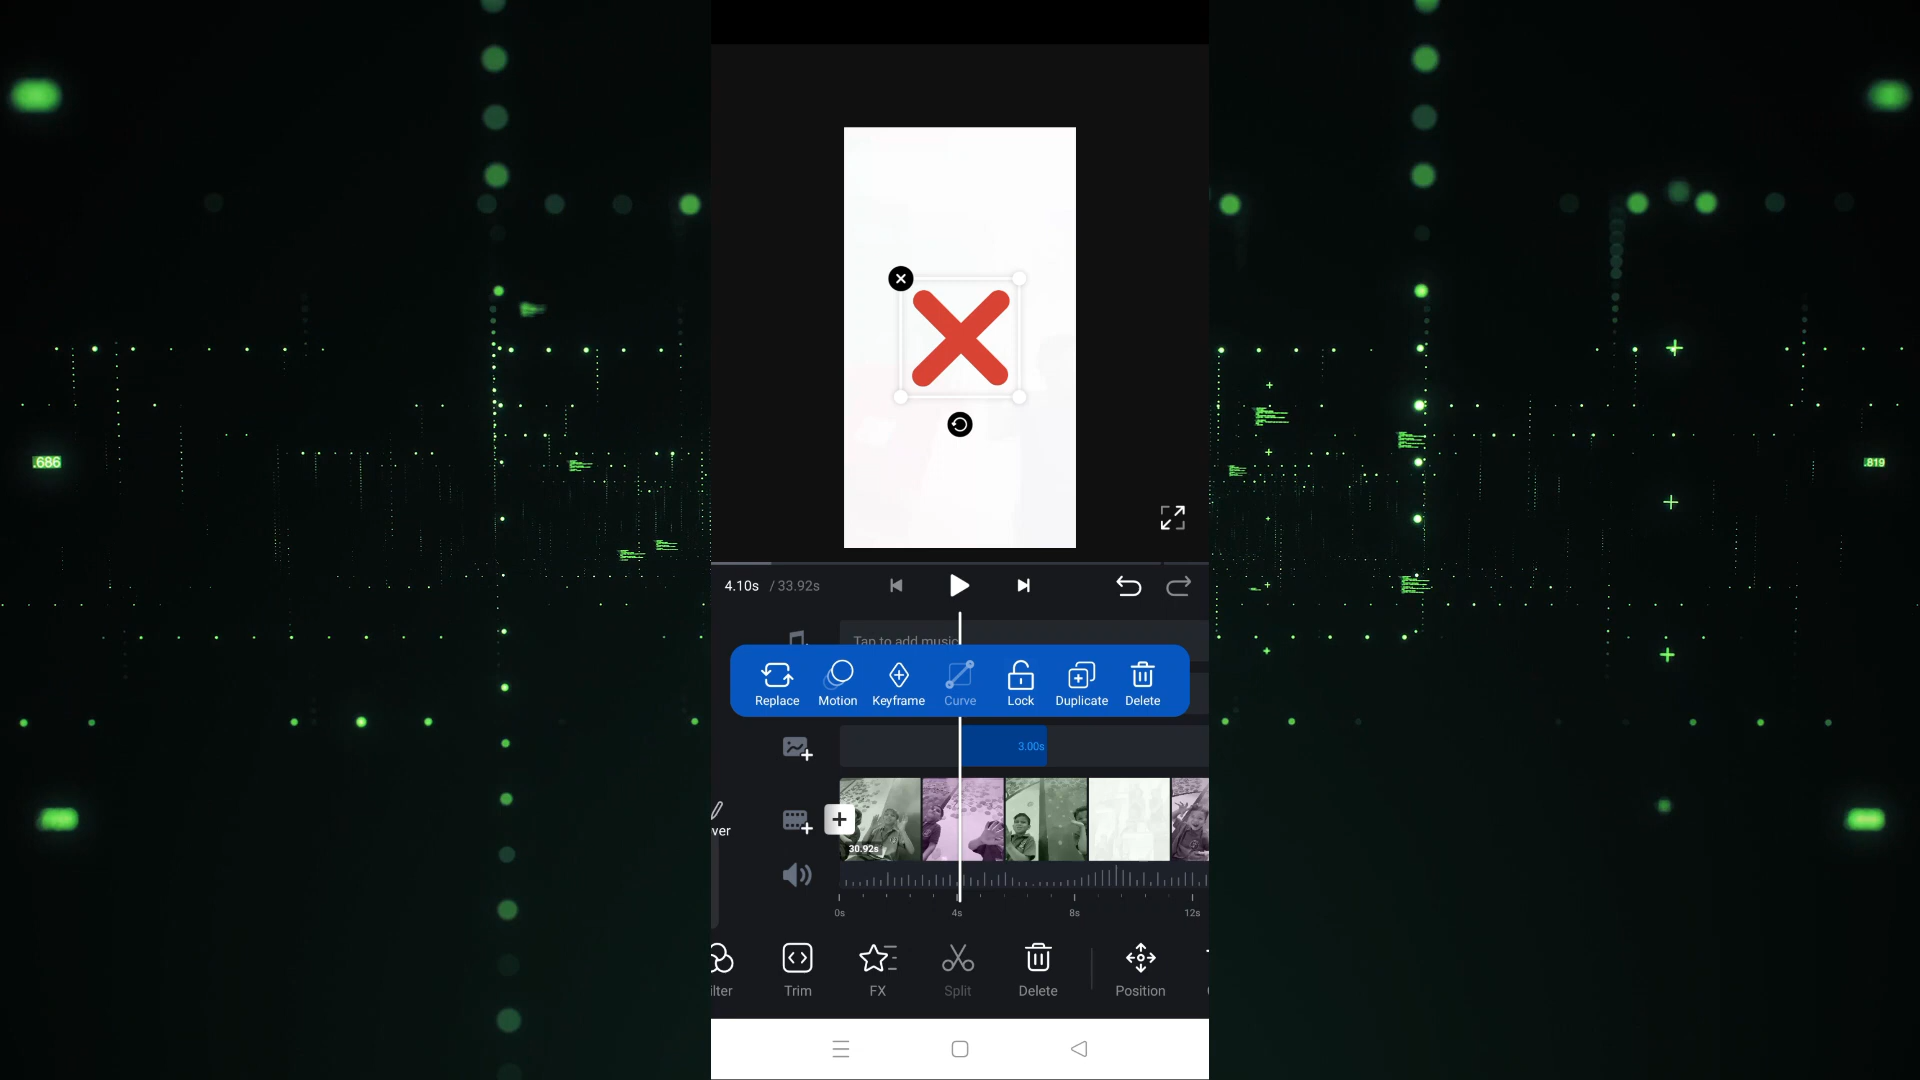 .686
.819
4.10s / 33.92s
Tap to add music
Replace Motion Keyframe Curve Lock Duplicate Delete
3.00s
ver
30.92s
0s 4s 8s 12s
ilter Trim FX Split Delete Position